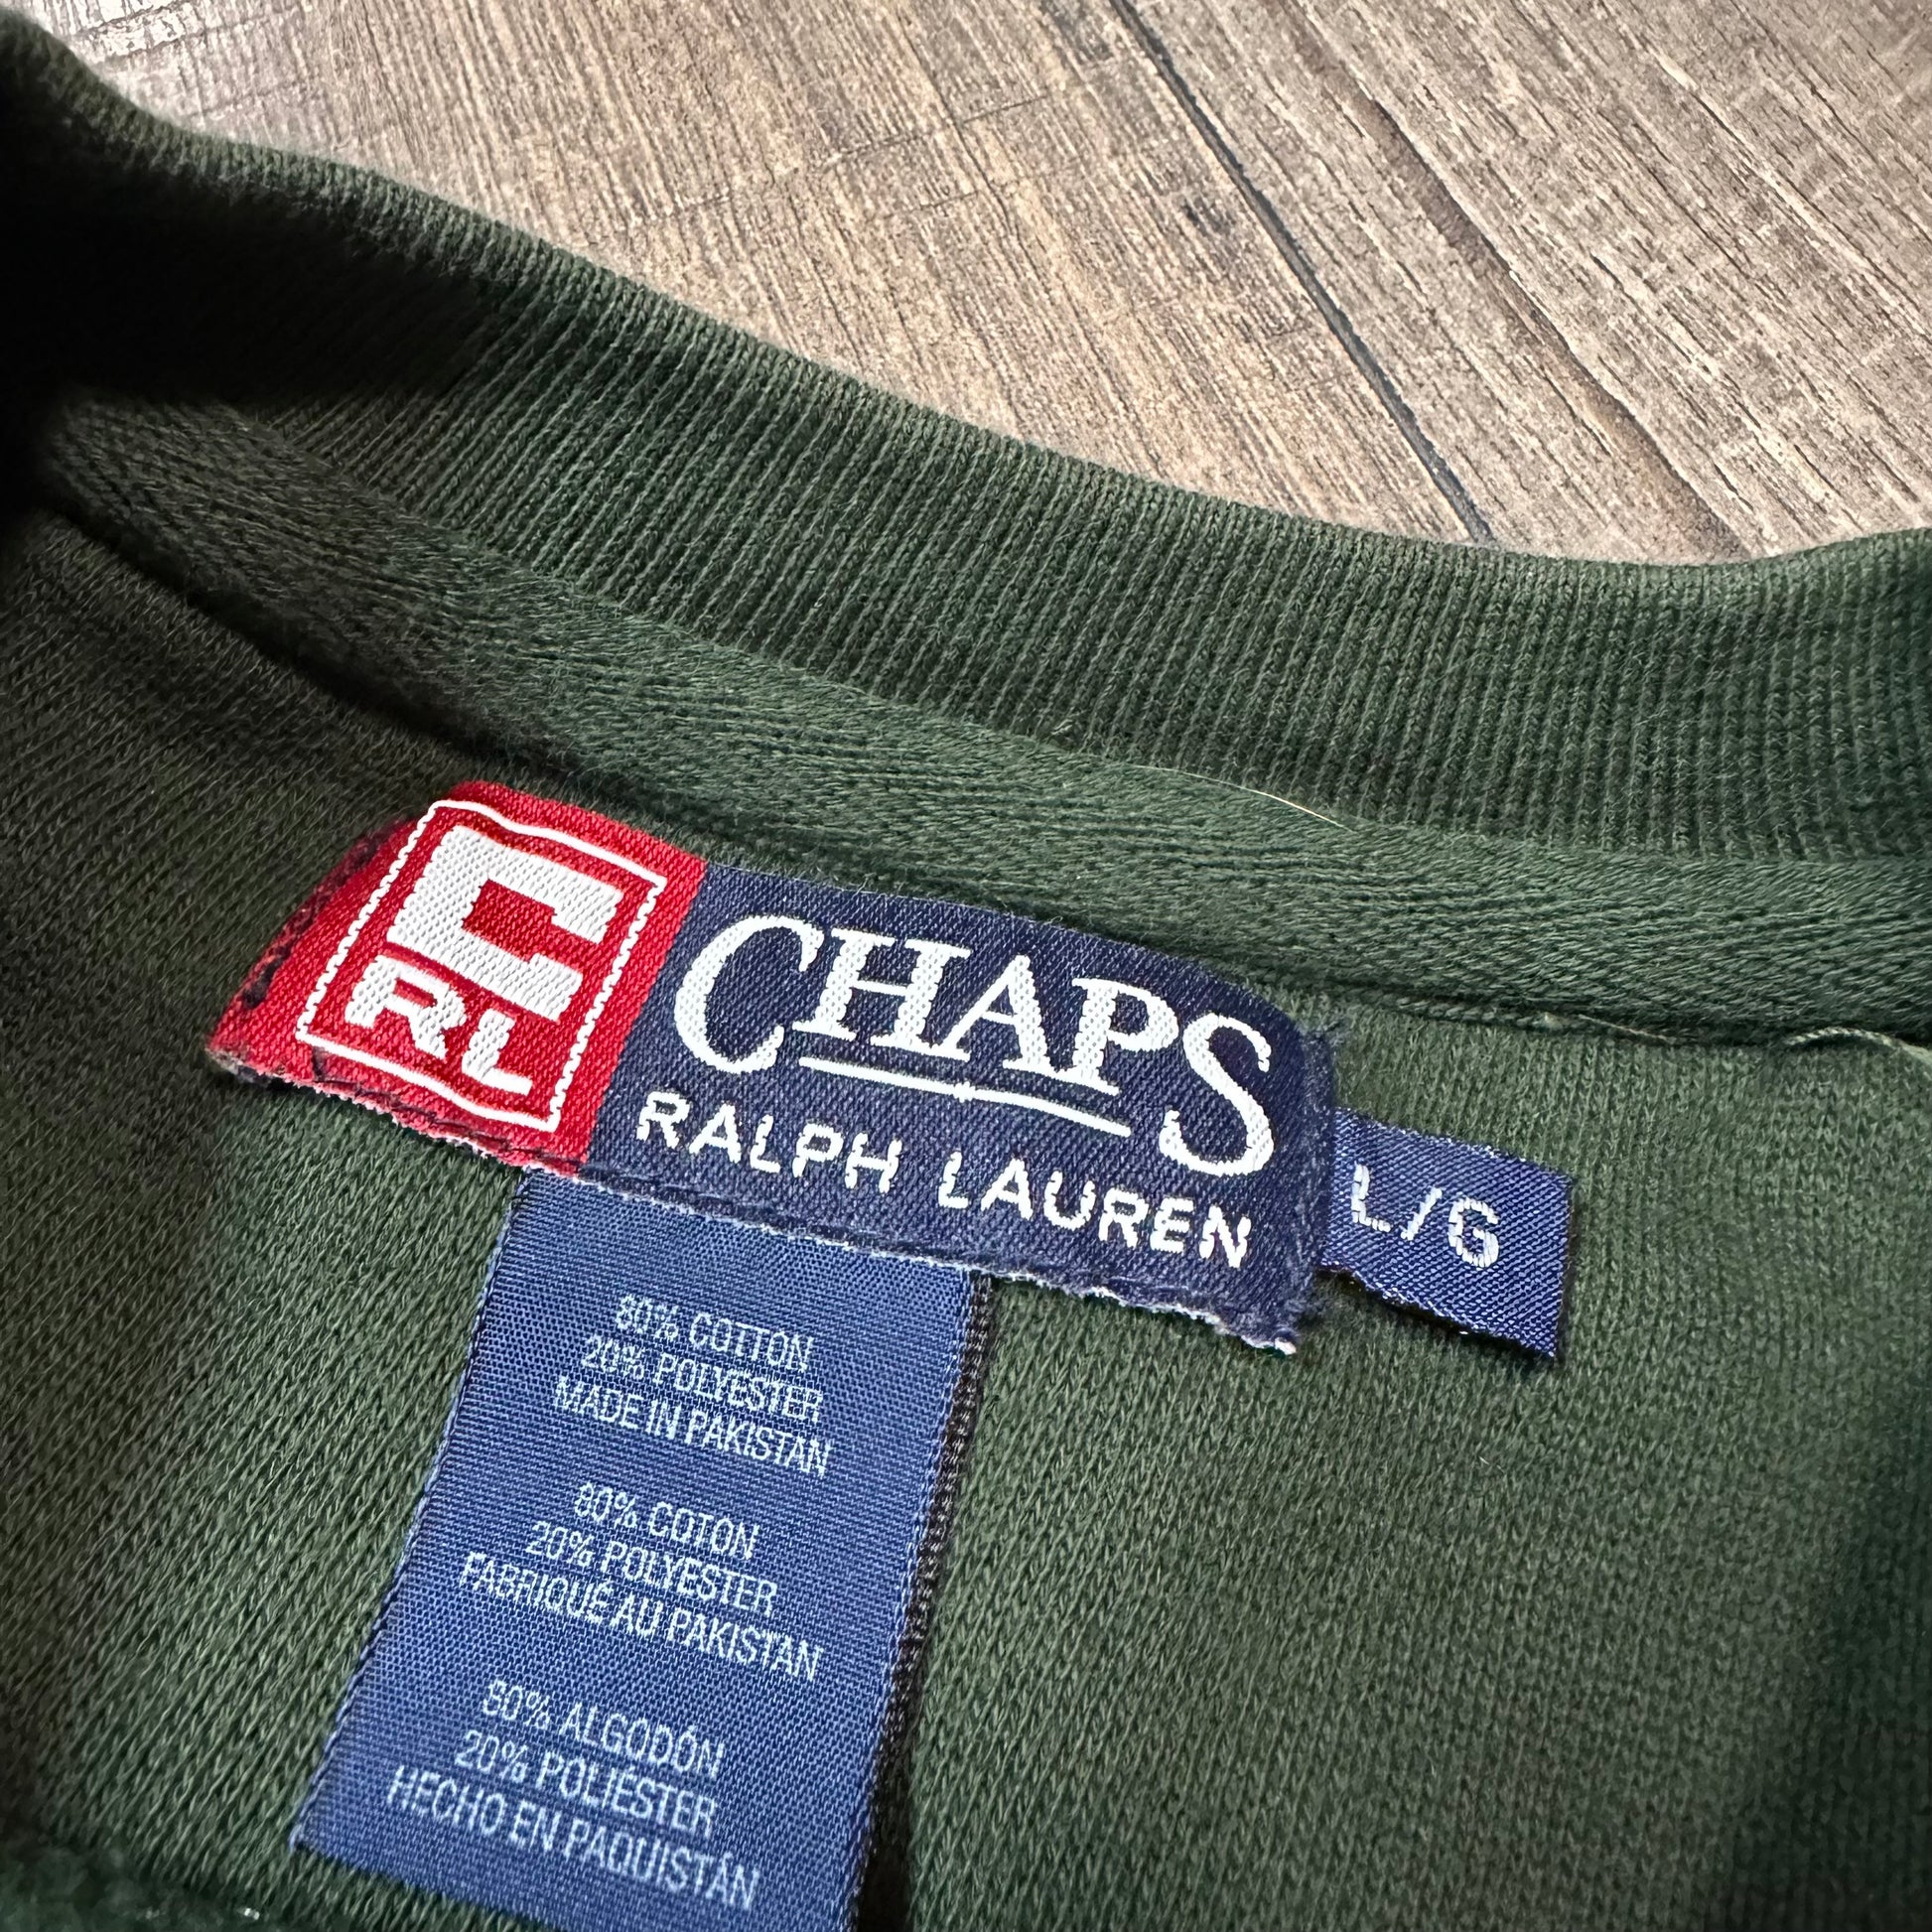 C
RL
CHAPS
RALPH LAUREN
L/G
80% COTTON
20% POLYESTER
MADE IN PAKISTAN
80% COTON
20% POLYESTER
FABRIQUÉ AU PAKISTAN
80% ALGODÓN
20% POLIÉSTER
HECHO EN PAQUISTÁN